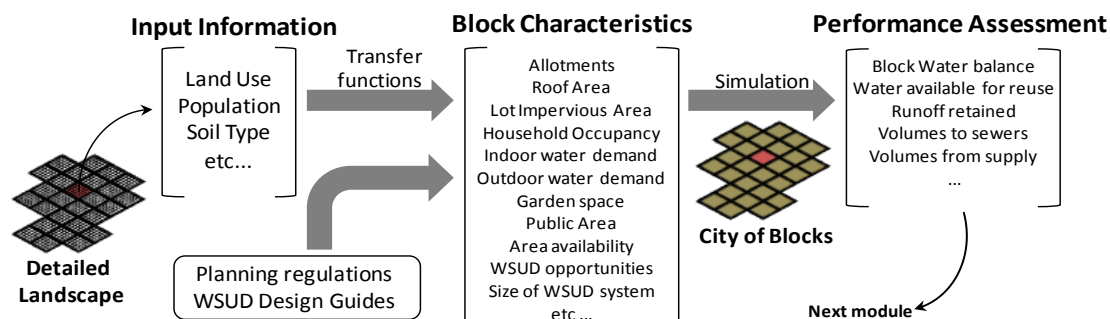 Input Information
Land Use
Population
Soil Type
etc...
Detailed
Landscape
Transfer
functions
Planning regulations
WSUD Design Guides
Block Characteristics
Allotments
Roof Area
Lot Impervious Area
Household Occupancy
Indoor water demand
Outdoor water demand
Garden space
Public Area
Area availability
WSUD opportunities
Size of WSUD system
etc ...
Simulation
City of Blocks
Performance Assessment
Block Water balance
Water available for reuse
Runoff retained
Volumes to sewers
Volumes from supply
...
Next module